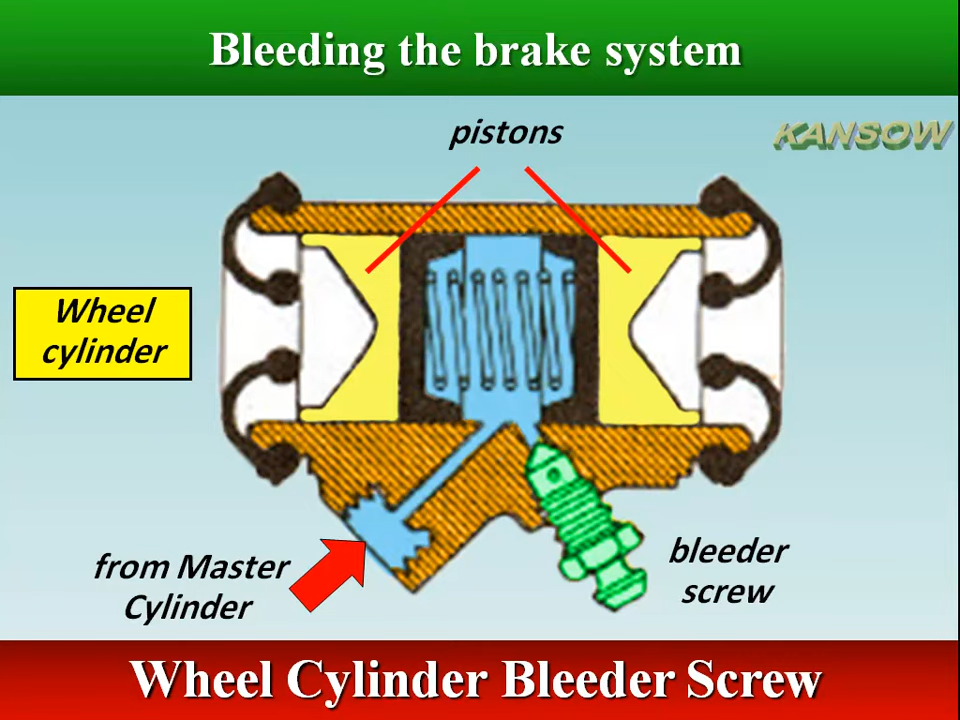 Bleeding the brake system
pistons
KANSOW
Wheel
cylinder
from Master
Cylinder
bleeder
screw
Wheel Cylinder Bleeder Screw